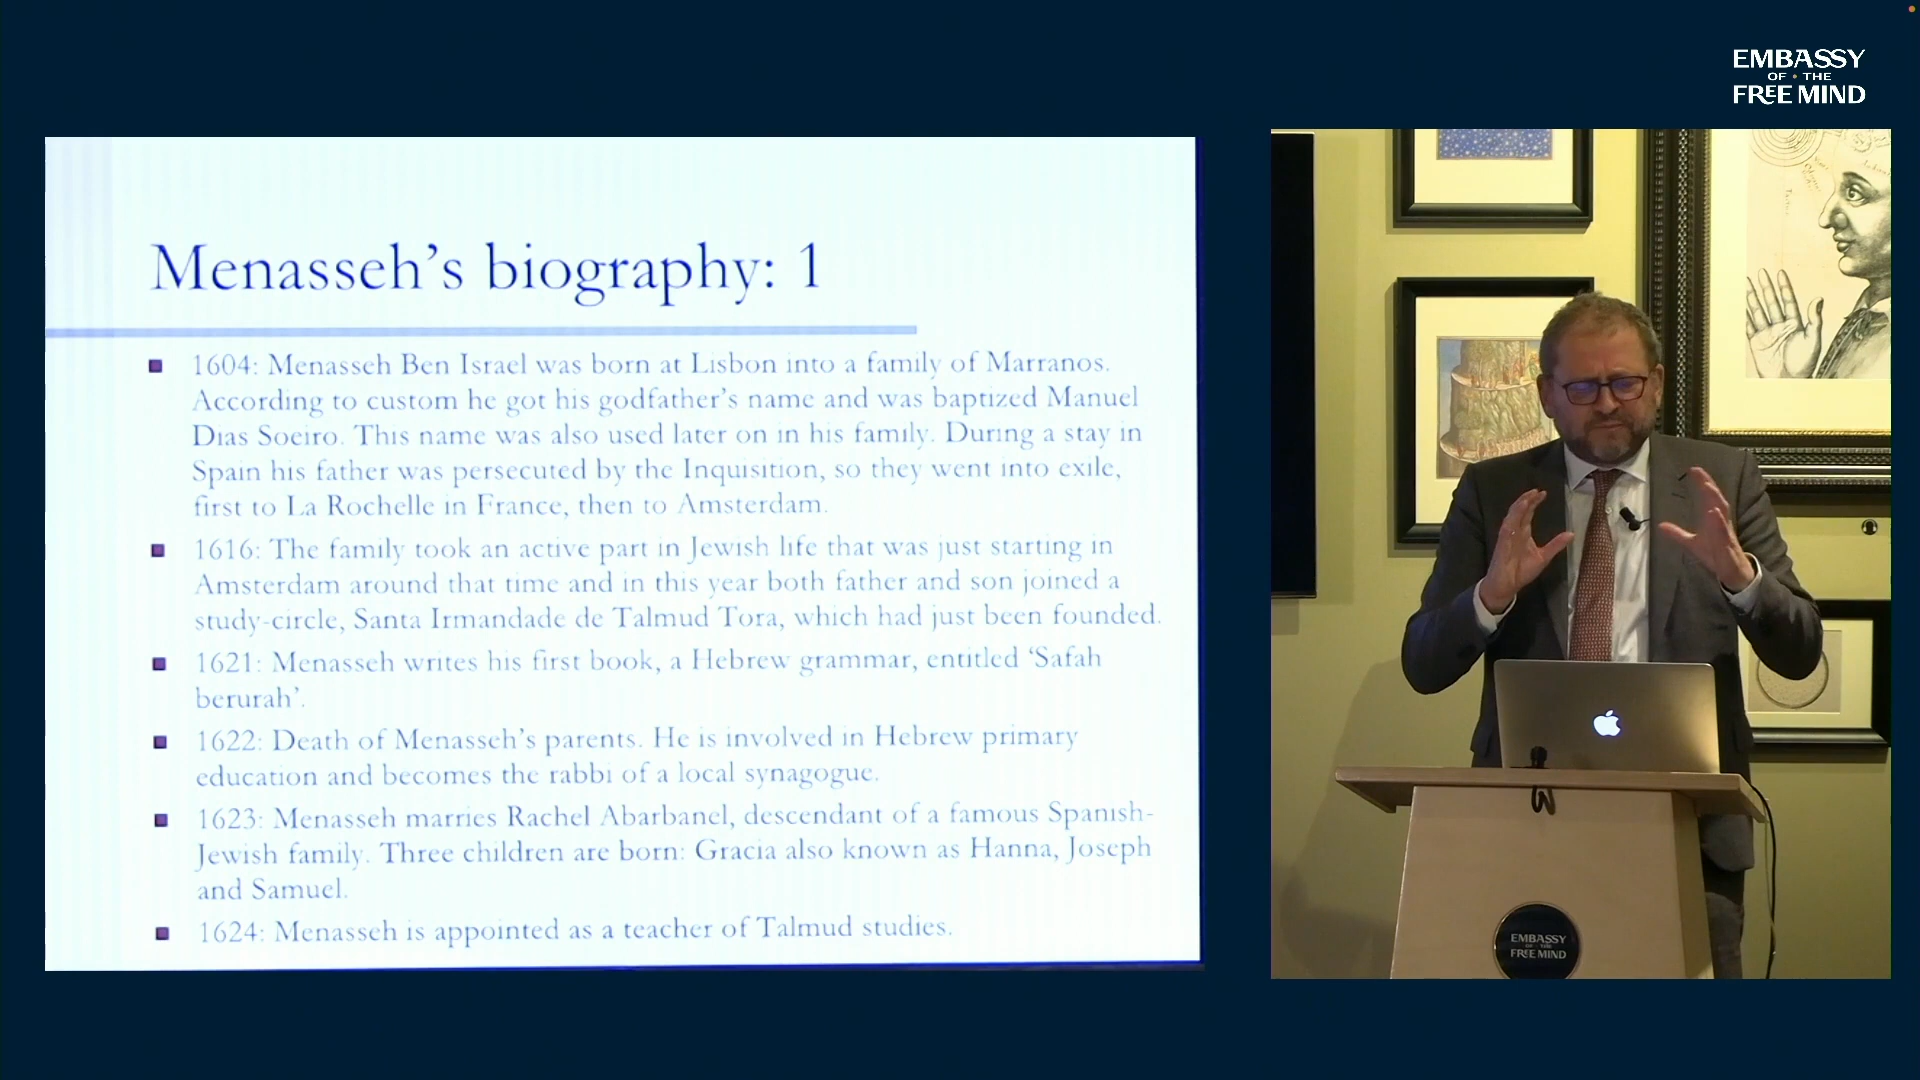 EMBASSY
OF • THE
FREE MIND
Menasseh’s biography: 1
1604: Menasseh Ben Israel was born at Lisbon into a family of Marranos.
According to custom he got his godfather’s name and was baptized Manuel
Dias Soeiro. This name was also used later on in his family. During a stay in
Spain his father was persecuted by the Inquisition, so they went into exile,
first to La Rochelle in France, then to Amsterdam.
1616: The family took an active part in Jewish life that was just starting in
Amsterdam around that time and in this year both father and son joined a
study-circle, Santa Irmandade de Talmud Tora, which had just been founded.
1621: Menasseh writes his first book, a Hebrew grammar, entitled ‘Safah
berurah’.
1622: Death of Menasseh’s parents. He is involved in Hebrew primary
education and becomes the rabbi of a local synagogue.
1623: Menasseh marries Rachel Abarbanel, descendant of a famous Spanish-
Jewish family. Three children are born: Gracia also known as Hanna, Joseph
and Samuel.
1624: Menasseh is appointed as a teacher of Talmud studies.
EMBASSY
OF THE
FREE MIND